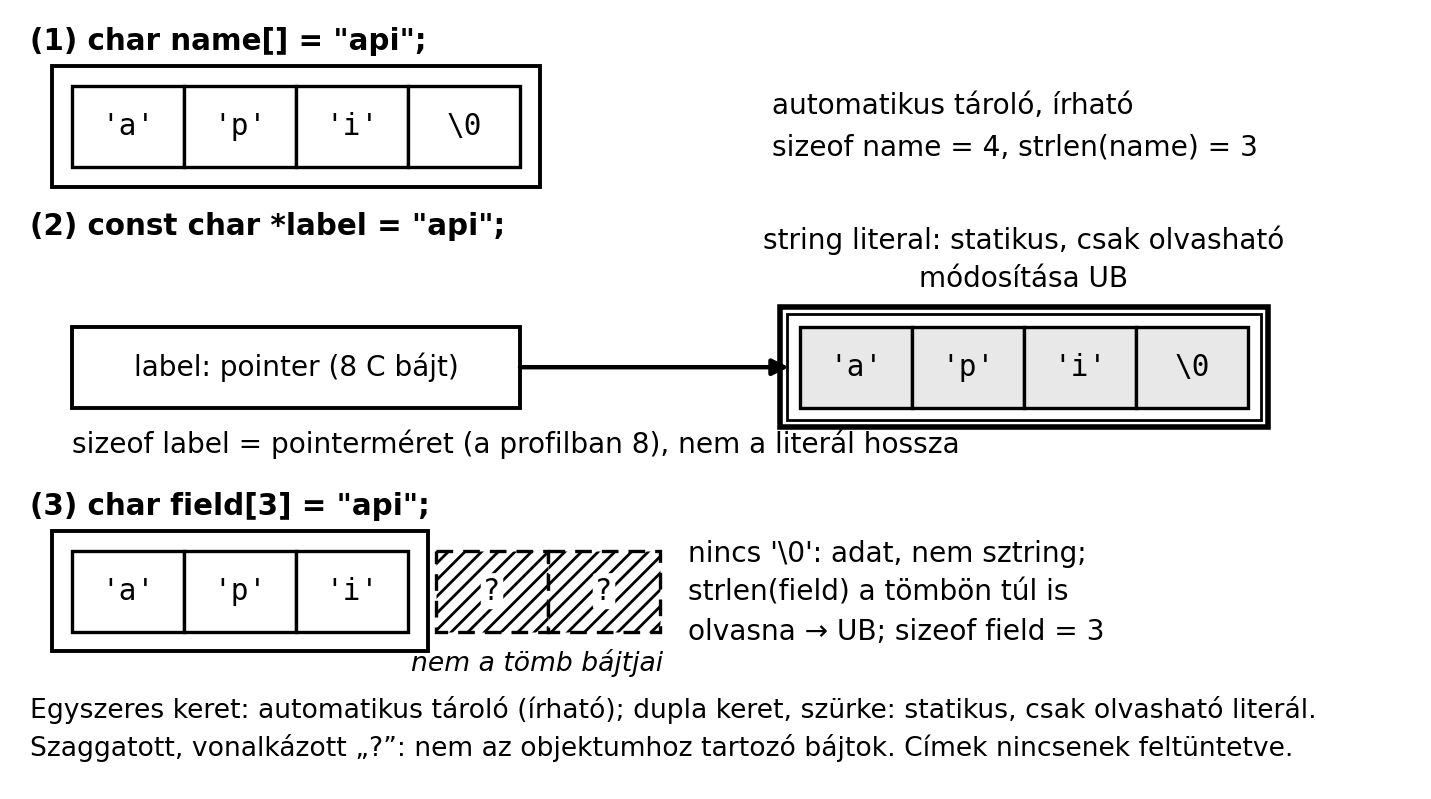 (1) char name[] = "api";
'a' 'p' 'i' \0
automatikus tároló, írható
sizeof name = 4, strlen(name) = 3
(2) const char *label = "api";
string literal: statikus, csak olvasható
módosítása UB
label: pointer (8 C bájt)
'a' 'p' 'i' \0
sizeof label = pointerméret (a profilban 8), nem a literál hossza
(3) char field[3] = "api";
'a' 'p' 'i' ? ?
nincs '\0': adat, nem sztring;
strlen(field) a tömbön túl is
olvasna → UB; sizeof field = 3
nem a tömb bájtjai
Egyszeres keret: automatikus tároló (írható); dupla keret, szürke: statikus, csak olvasható literál.
Szaggatott, vonalkázott „?”: nem az objektumhoz tartozó bájtok. Címek nincsenek feltüntetve.